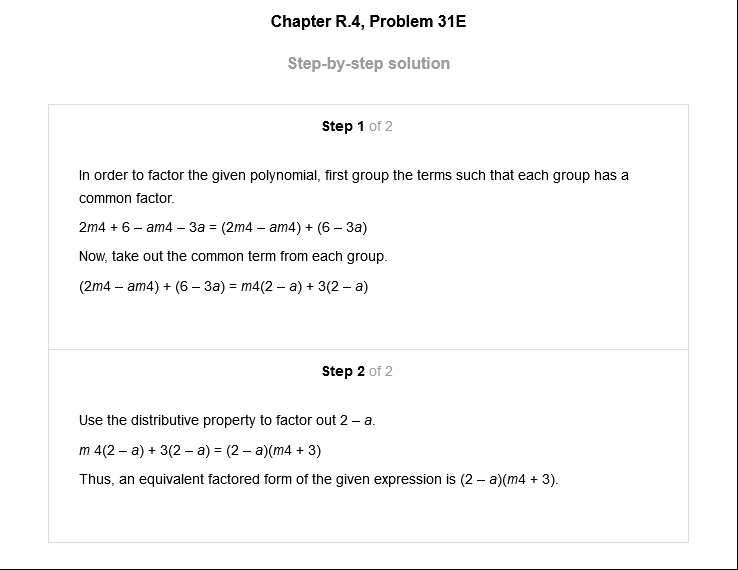 Chapter R.4, Problem 31E
Step-by-step solution
Step 1 of 2
In order to factor the given polynomial, first group the terms such that each group has a
common factor.
2m4 + 6 – am4 – 3a = (2m4 – am4) + (6 – 3a)
Now, take out the common term from each group.
(2m4 – am4) + (6 – 3a) = m4(2 – a) + 3(2 – a)
Step 2 of 2
Use the distributive property to factor out 2 – a.
m 4(2 – a) + 3(2 – a) = (2 – a)(m4 + 3)
Thus, an equivalent factored form of the given expression is (2 – a)(m4 + 3).